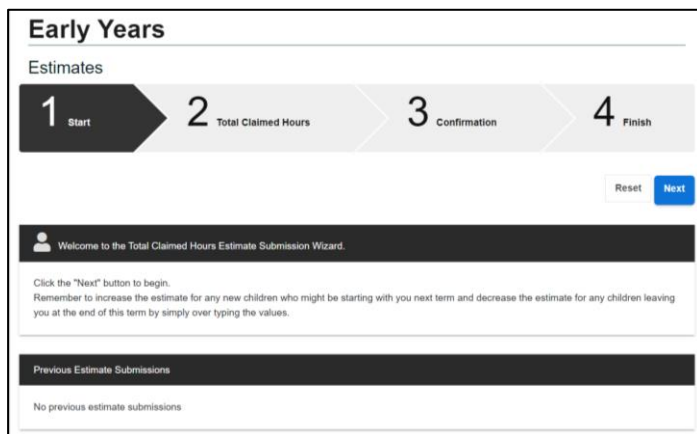 Early Years
Estimates
1 Start
2 Total Claimed Hours
3 Confirmation
4 Finish
Reset
Next
Welcome to the Total Claimed Hours Estimate Submission Wizard.
Click the "Next" button to begin.
Remember to increase the estimate for any new children who might be starting with you next term and decrease the estimate for any children leaving
you at the end of this term by simply over typing the values.
Previous Estimate Submissions
No previous estimate submissions